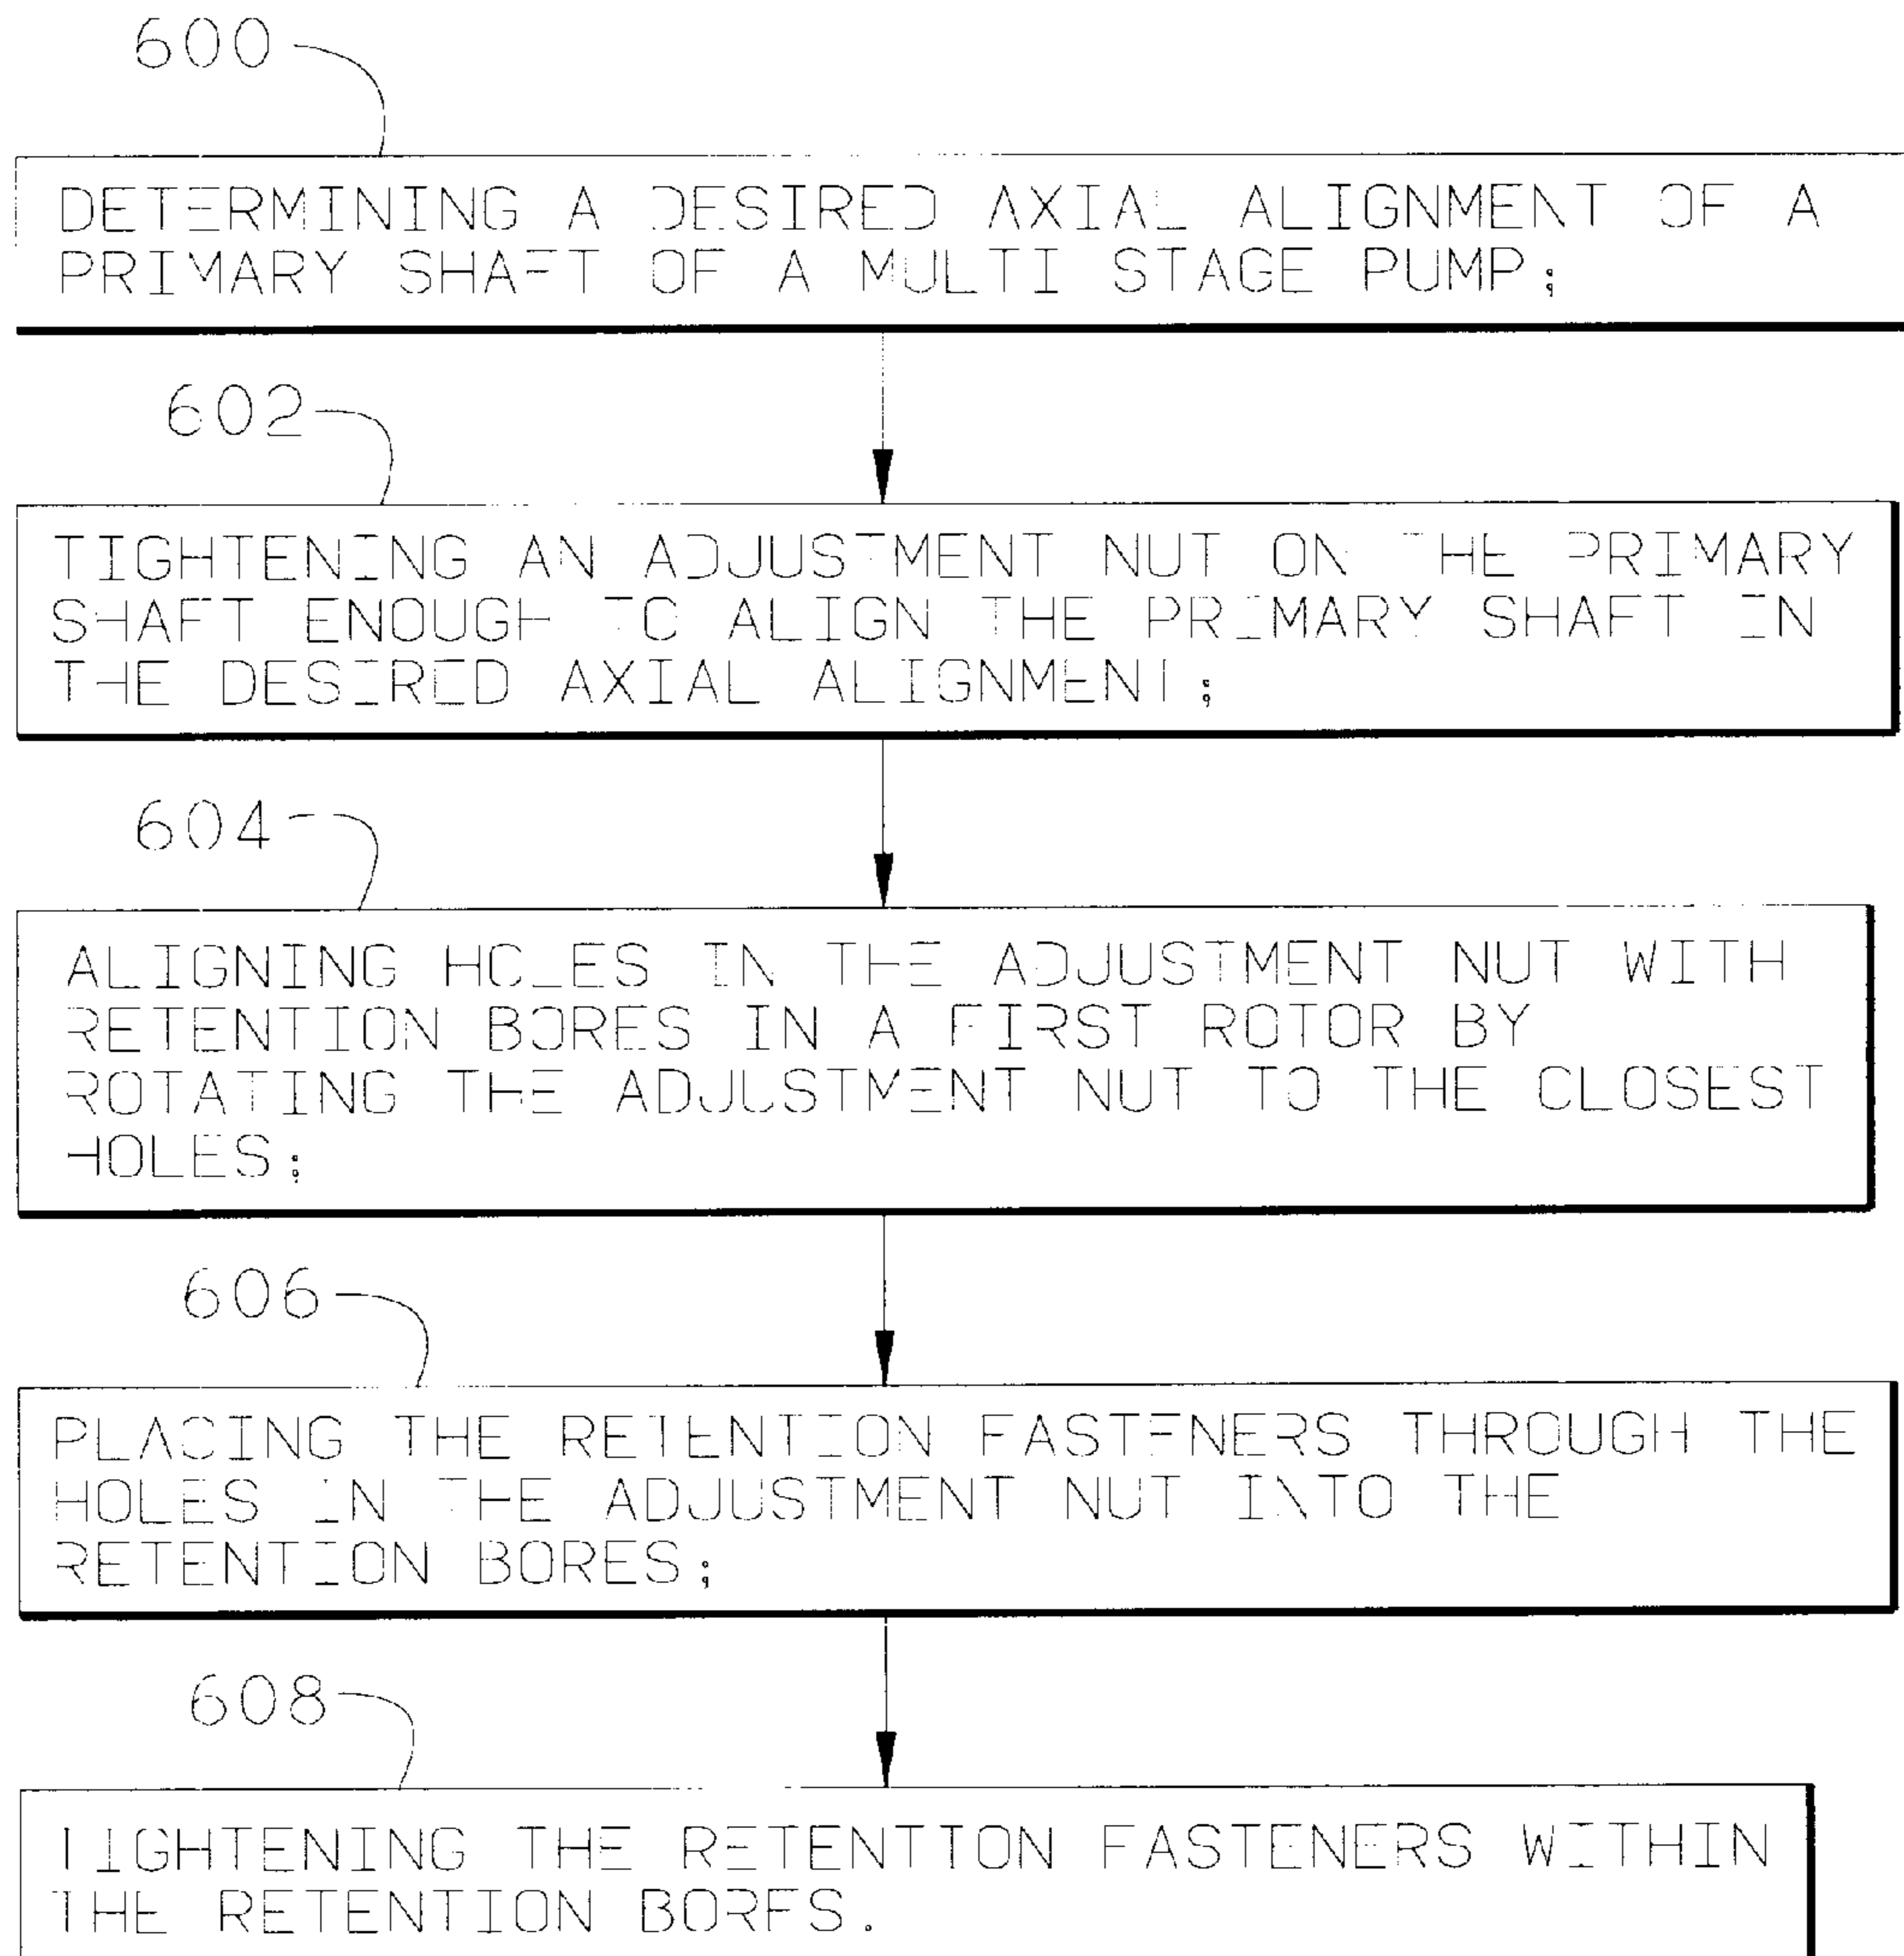 600
DETERMINING A DESIRED AXIAL ALIGNMENT OF A
PRIMARY SHAFT OF A MULTI STAGE PUMP;
602
TIGHTENING AN ADJUSTMENT NUT ON THE PRIMARY
SHAFT ENOUGH TO ALIGN THE PRIMARY SHAFT IN
THE DESIRED AXIAL ALIGNMENT;
604
ALIGNING HOLES IN THE ADJUSTMENT NUT WITH
RETENTION BORES IN A FIRST ROTOR BY
ROTATING THE ADJUSTMENT NUT TO THE CLOSEST
HOLES;
606
PLACING THE RETENTION FASTENERS THROUGH THE
HOLES IN THE ADJUSTMENT NUT INTO THE
RETENTION BORES;
608
TIGHTENING THE RETENTION FASTENERS WITHIN
THE RETENTION BORES.